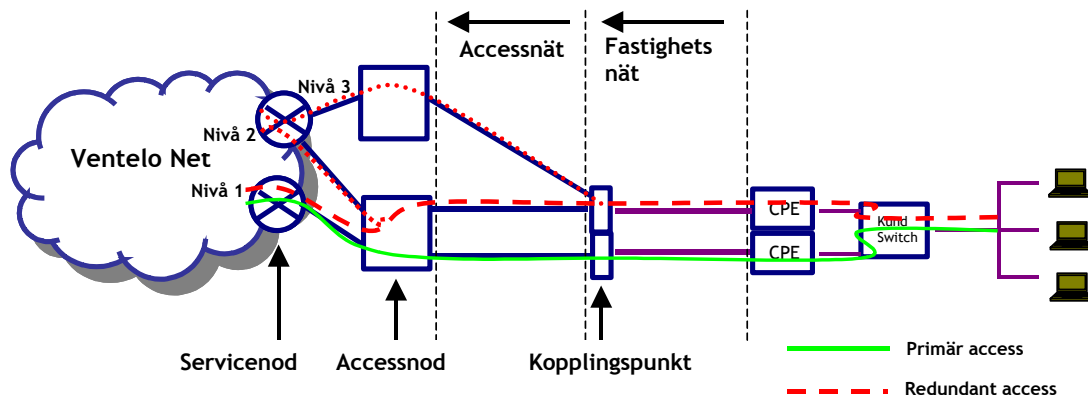 Accessnät
Fastighets
nät
Nivå 3
Nivå 2
Ventelo Net
Nivå 1
CPE
Kund
Switch
CPE
Servicenod
Accessnod
Kopplingspunkt
Primär access
Redundant access